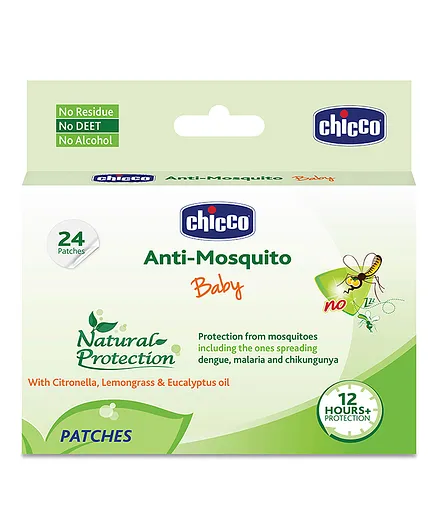 No Residue
No DEET
No Alcohol
chicco
chicco Anti-Mosquito Baby
chicco
24
Patches
Anti-Mosquito
Baby
no
Natural
Protection
Protection from mosquitoes
including the ones spreading
dengue, malaria and chikungunya
With Citronella, Lemongrass & Eucalyptus oil
12
HOURS+
PROTECTION
PATCHES